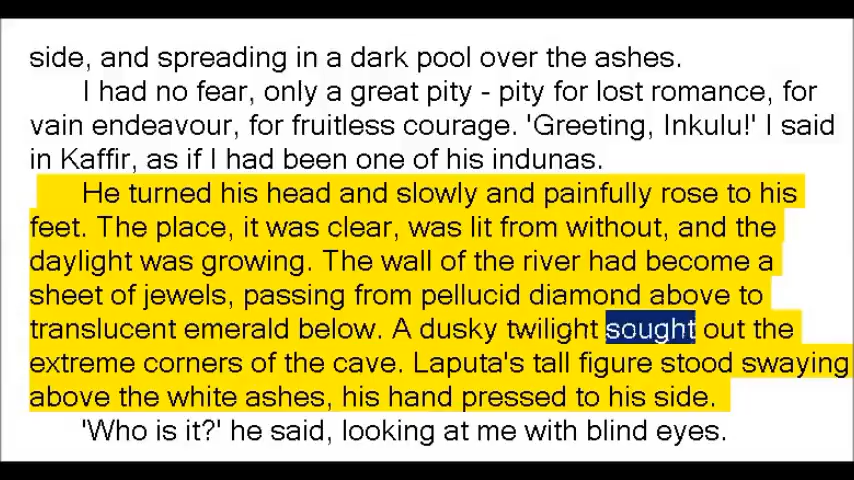 side, and spreading in a dark pool over the ashes.
I had no fear, only a great pity - pity for lost romance, for
vain endeavour, for fruitless courage. 'Greeting, Inkulu!' I said
in Kaffir, as if I had been one of his indunas.
He turned his head and slowly and painfully rose to his
feet. The place, it was clear, was lit from without, and the
daylight was growing. The wall of the river had become a
sheet of jewels, passing from pellucid diamond above to
translucent emerald below. A dusky twilight sought out the
extreme corners of the cave. Laputa's tall figure stood swaying
above the white ashes, his hand pressed to his side.
'Who is it?' he said, looking at me with blind eyes.